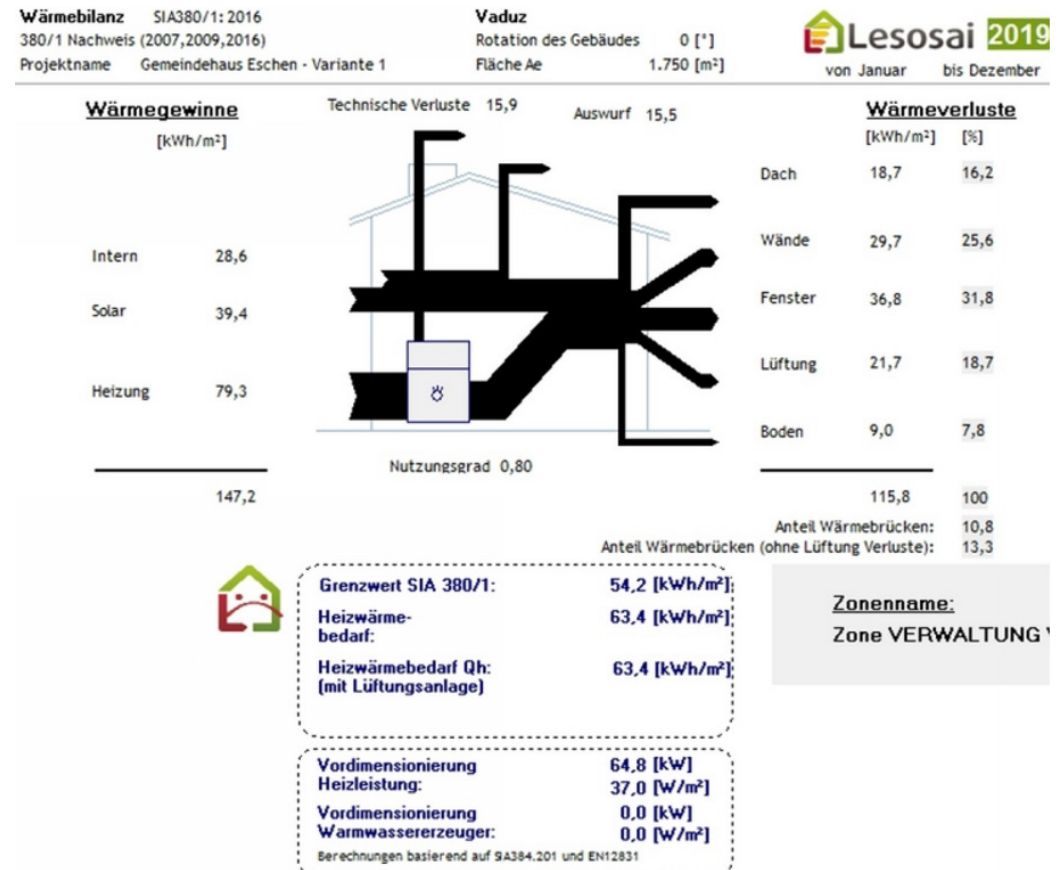 Wärmebilanz SIA380/1: 2016
380/1 Nachweis (2007,2009,2016)
Projektname Gemeindehaus Eschen - Variante 1
Vaduz
Rotation des Gebäudes 0 [°]
Fläche Ae 1.750 [m²]
Lesosai 2019
von Januar bis Dezember
Wärmegewinne
[kWh/m²]
Intern 28,6
Solar 39,4
Heizung 79,3
147,2
Technische Verluste 15,9
Auswurf 15,5
Nutzungsgrad 0,80
Wärmeverluste
[kWh/m²] [%]
Dach 18,7 16,2
Wände 29,7 25,6
Fenster 36,8 31,8
Lüftung 21,7 18,7
Boden 9,0 7,8
115,8 100
Anteil Wärmebrücken: 10,8
Anteil Wärmebrücken (ohne Lüftung Verluste): 13,3
Grenzwert SIA 380/1: 54,2 [kWh/m²]
Heizwärme-
bedarf: 63,4 [kWh/m²]
Heizwärmebedarf Qh: 63,4 [kWh/m²]
(mit Lüftungsanlage)
Zonenname:
Zone VERWALTUNG
Vordimensionierung 64,8 [kW]
Heizleistung: 37,0 [W/m²]
Vordimensionierung 0,0 [kW]
Warmwassererzeuger: 0,0 [W/m²]
Berechnungen basierend auf SIA384.201 und EN12831